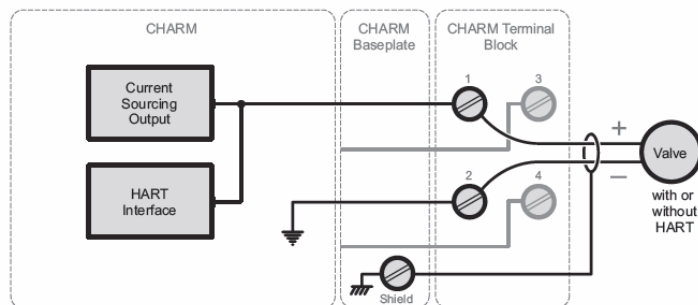 CHARM
CHARM
Baseplate
CHARM Terminal
Block
Current
Sourcing
Output
HART
Interface
1
3
2
4
+
Valve
–
with or
without
HART
Shield